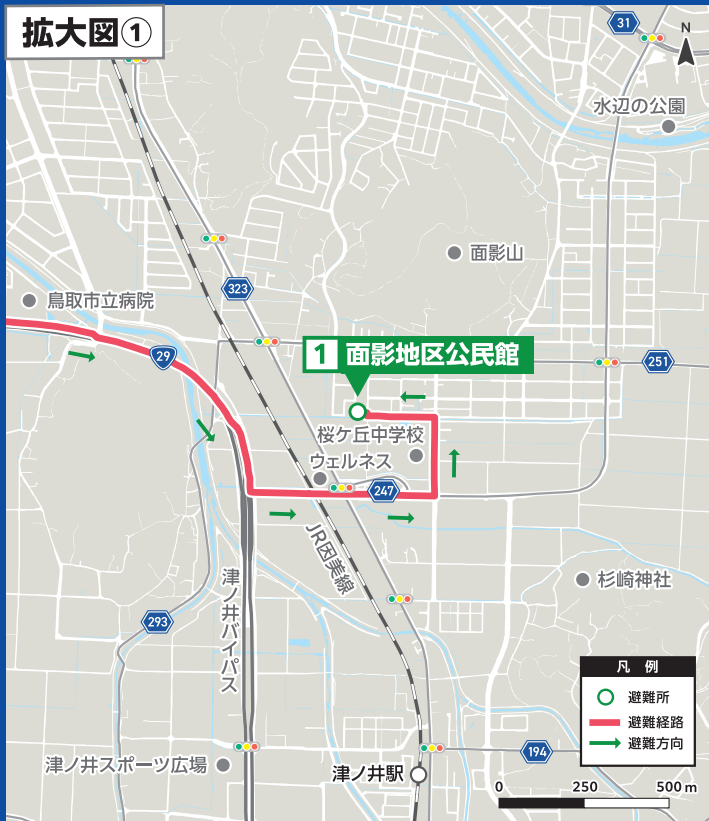 拡大図①
31
N
水辺の公園
面影山
323
鳥取市立病院
29
1 面影地区公民館
251
桜ケ丘中学校
ウェルネス
247
JR因美線
杉崎神社
津ノ井バイパス
293
凡 例
避難所
避難経路
避難方向
津ノ井スポーツ広場
津ノ井駅
194
0 250 500 m